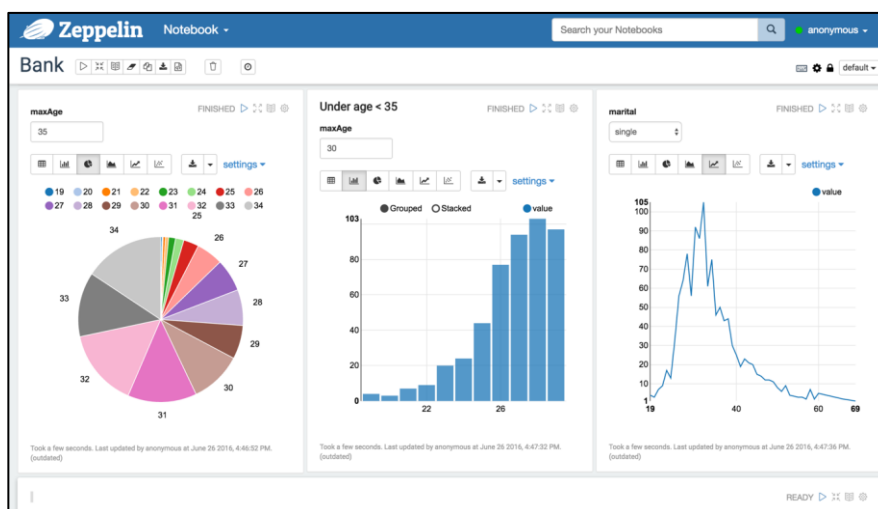 Zeppelin Notebook Search your Notebooks anonymous
Bank default
maxAge FINISHED
35
settings
19 20 21 22 23 24 25 26
27 28 29 30 31 32 33 34
25
34
26
27
33
28
29
32
30
31
Took a few seconds. Last updated by anonymous at June 26 2016, 4:46:52 PM.
(outdated)
Under age < 35 FINISHED
maxAge
30
settings
Grouped Stacked value
103
80
60
40
20
0
22 26
Took a few seconds. Last updated by anonymous at June 26 2016, 4:47:32 PM.
(outdated)
marital FINISHED
single
settings
value
105
100
90
80
70
60
50
40
30
20
10
1
19 40 60 69
Took a few seconds. Last updated by anonymous at June 26 2016, 4:47:36 PM.
(outdated)
READY